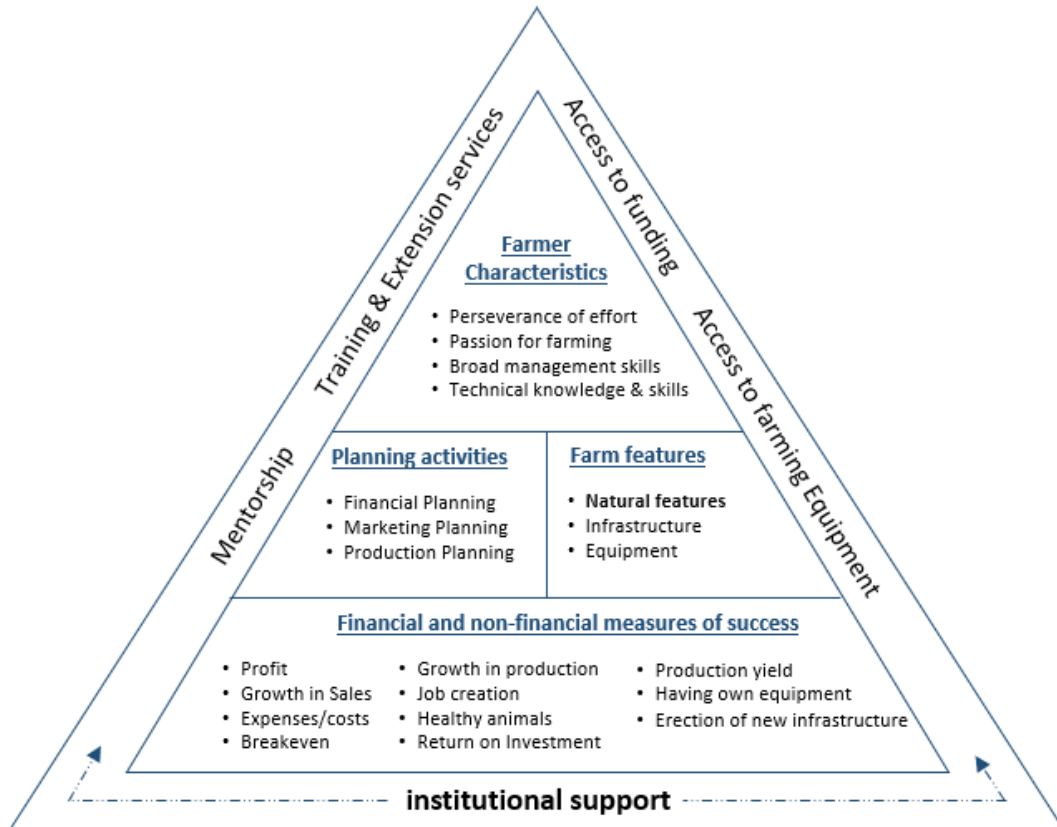 Training & Extension services
Mentorship
Access to funding
Access to farming Equipment
Farmer
Characteristics
• Perseverance of effort
• Passion for farming
• Broad management skills
• Technical knowledge & skills
Planning activities
• Financial Planning
• Marketing Planning
• Production Planning
Farm features
• Natural features
• Infrastructure
• Equipment
Financial and non-financial measures of success
• Profit
• Growth in Sales
• Expenses/costs
• Breakeven
• Growth in production
• Job creation
• Healthy animals
• Return on Investment
• Production yield
• Having own equipment
• Erection of new infrastructure
institutional support